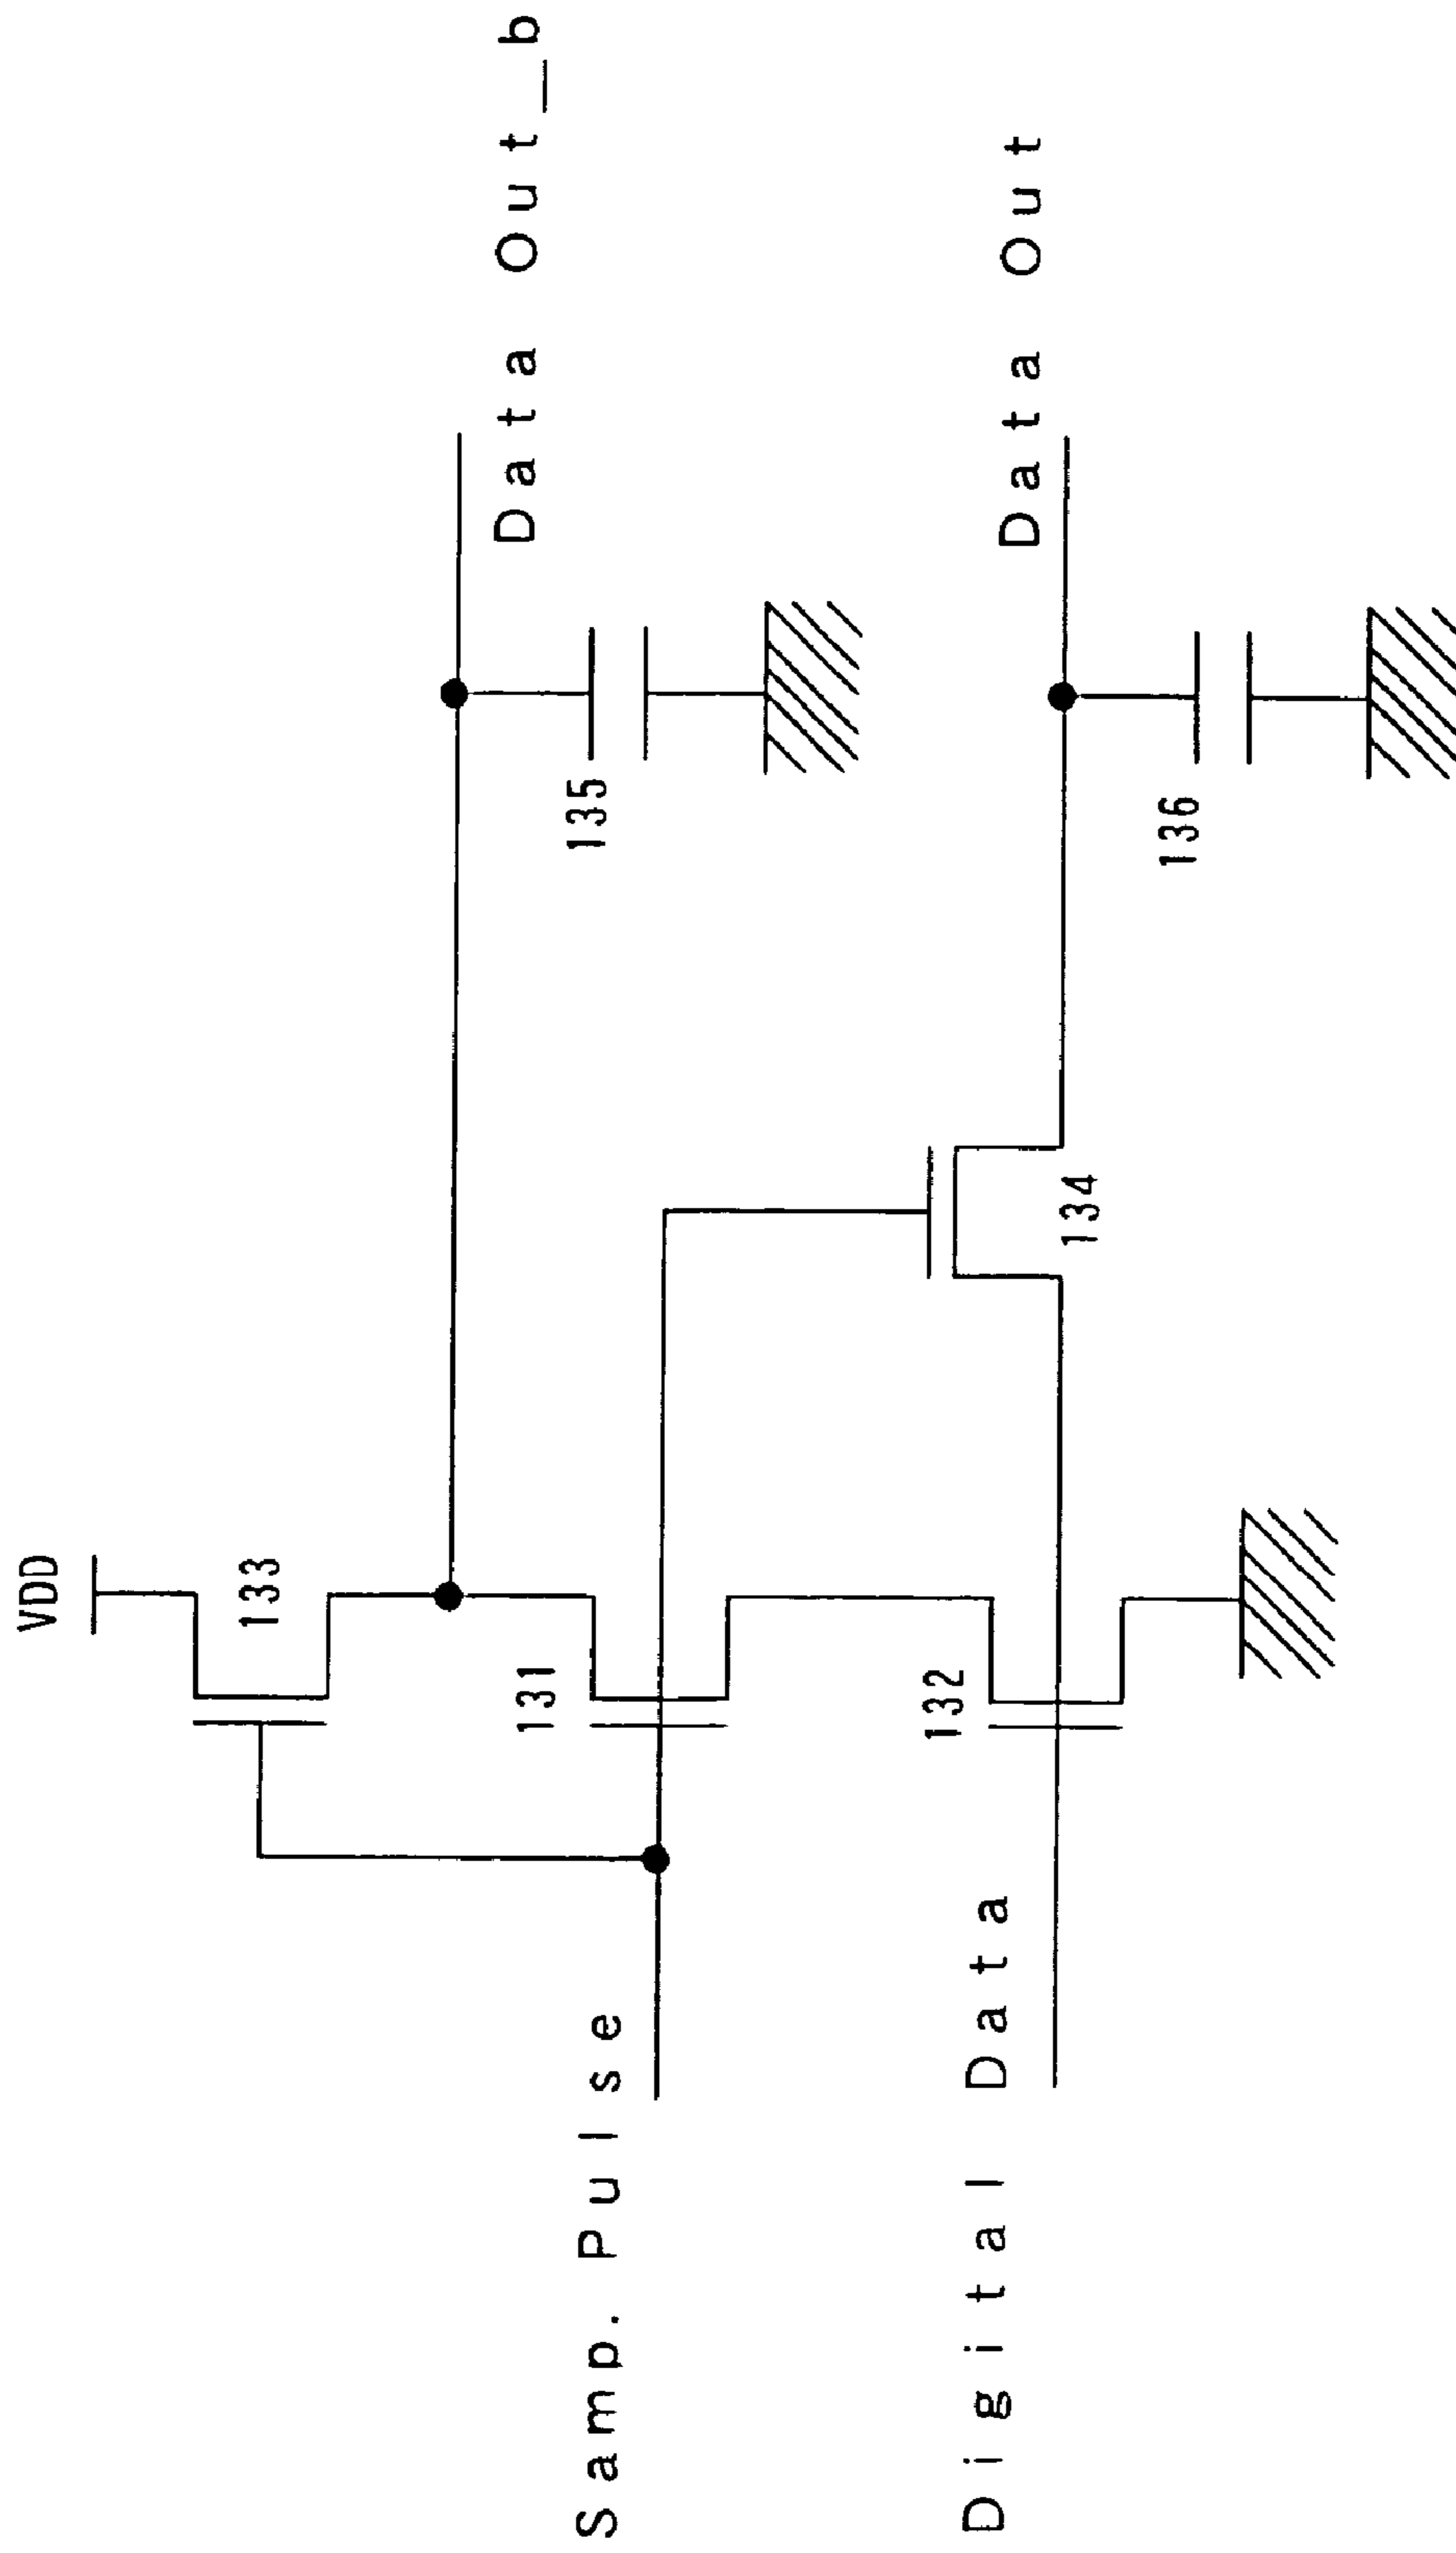 VDD
133
Data Out_b
135
131
Samp. Pulse
134
Data Out
136
132
Digital Data